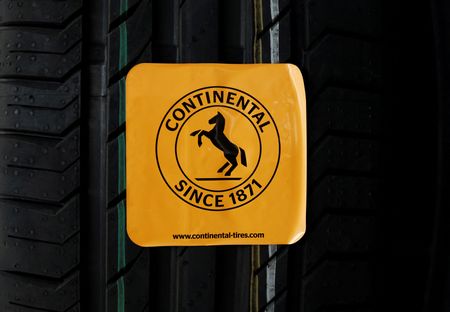 CONTINENTAL
SINCE 1871
www.continental-tires.com